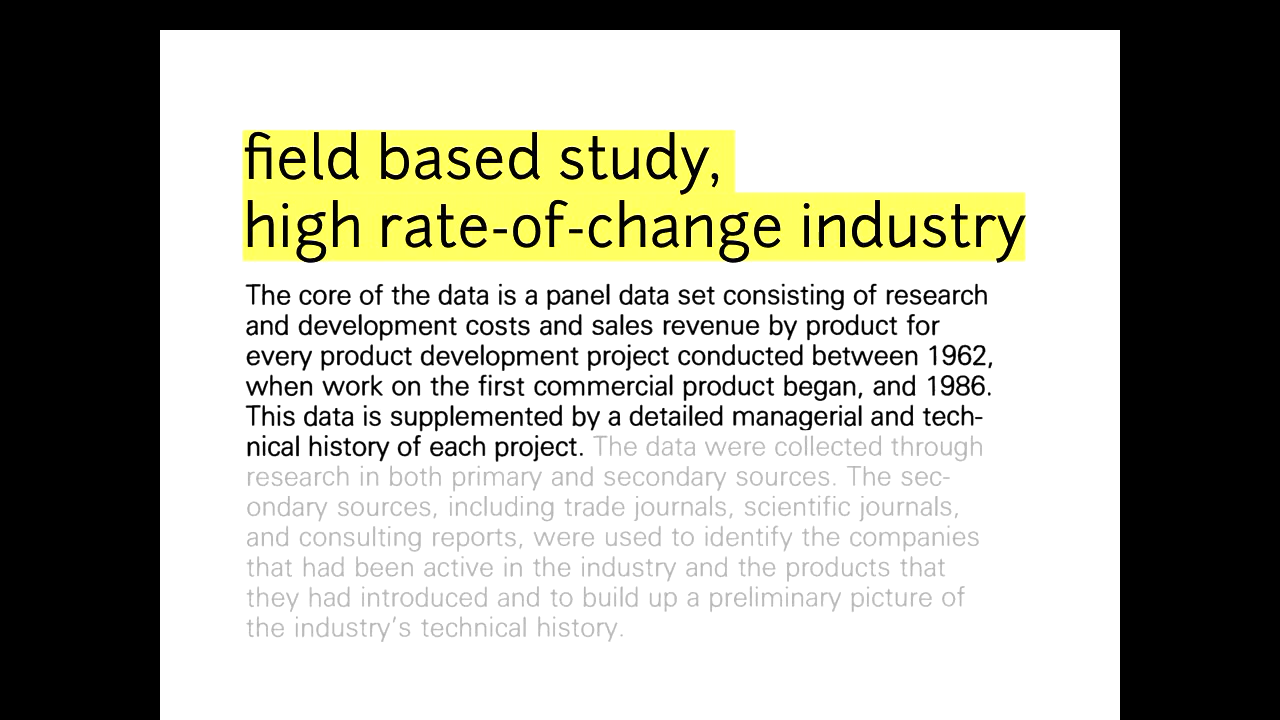 field based study,
high rate-of-change industry
The core of the data is a panel data set consisting of research
and development costs and sales revenue by product for
every product development project conducted between 1962,
when work on the first commercial product began, and 1986.
This data is supplemented by a detailed managerial and tech-
nical history of each project. The data were collected through
research in both primary and secondary sources. The sec-
ondary sources, including trade journals, scientific journals,
and consulting reports, were used to identify the companies
that had been active in the industry and the products that
they had introduced and to build up a preliminary picture of
the industry’s technical history.